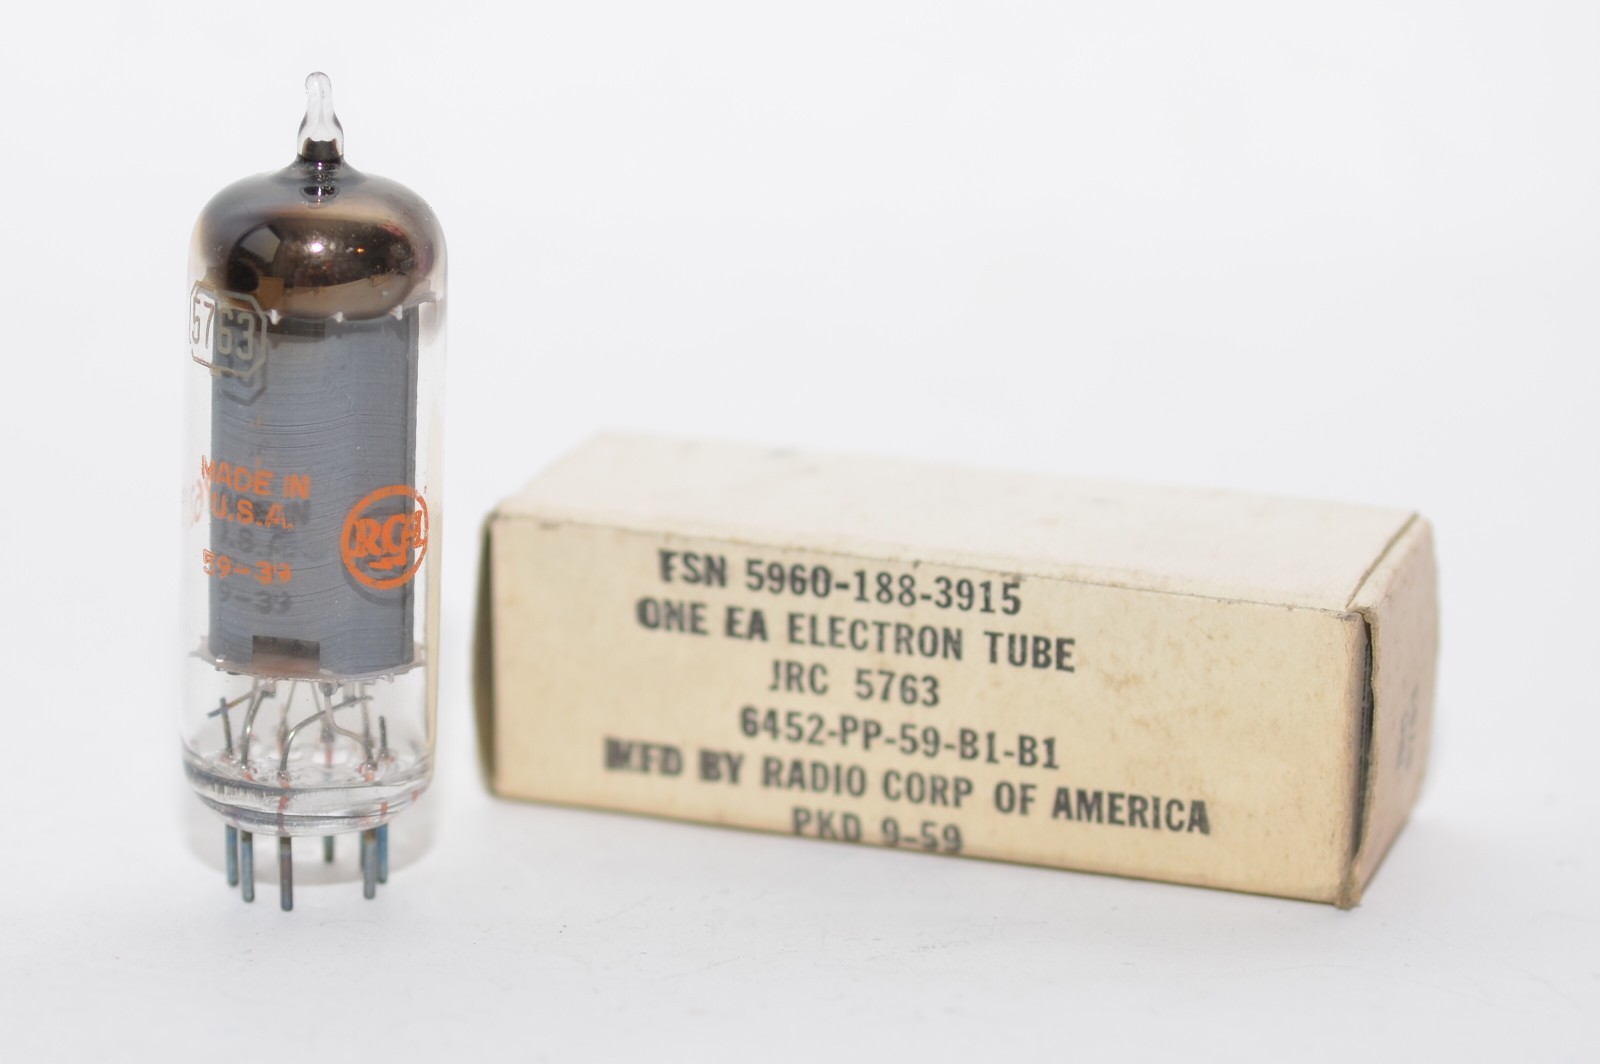 5763
MADE IN
U.S.A.
59-39
RCA
FSN 5960-188-3915
ONE EA ELECTRON TUBE
JRC 5763
6452-PP-59-B1-B1
MFD BY RADIO CORP OF AMERICA
PKD 9-59